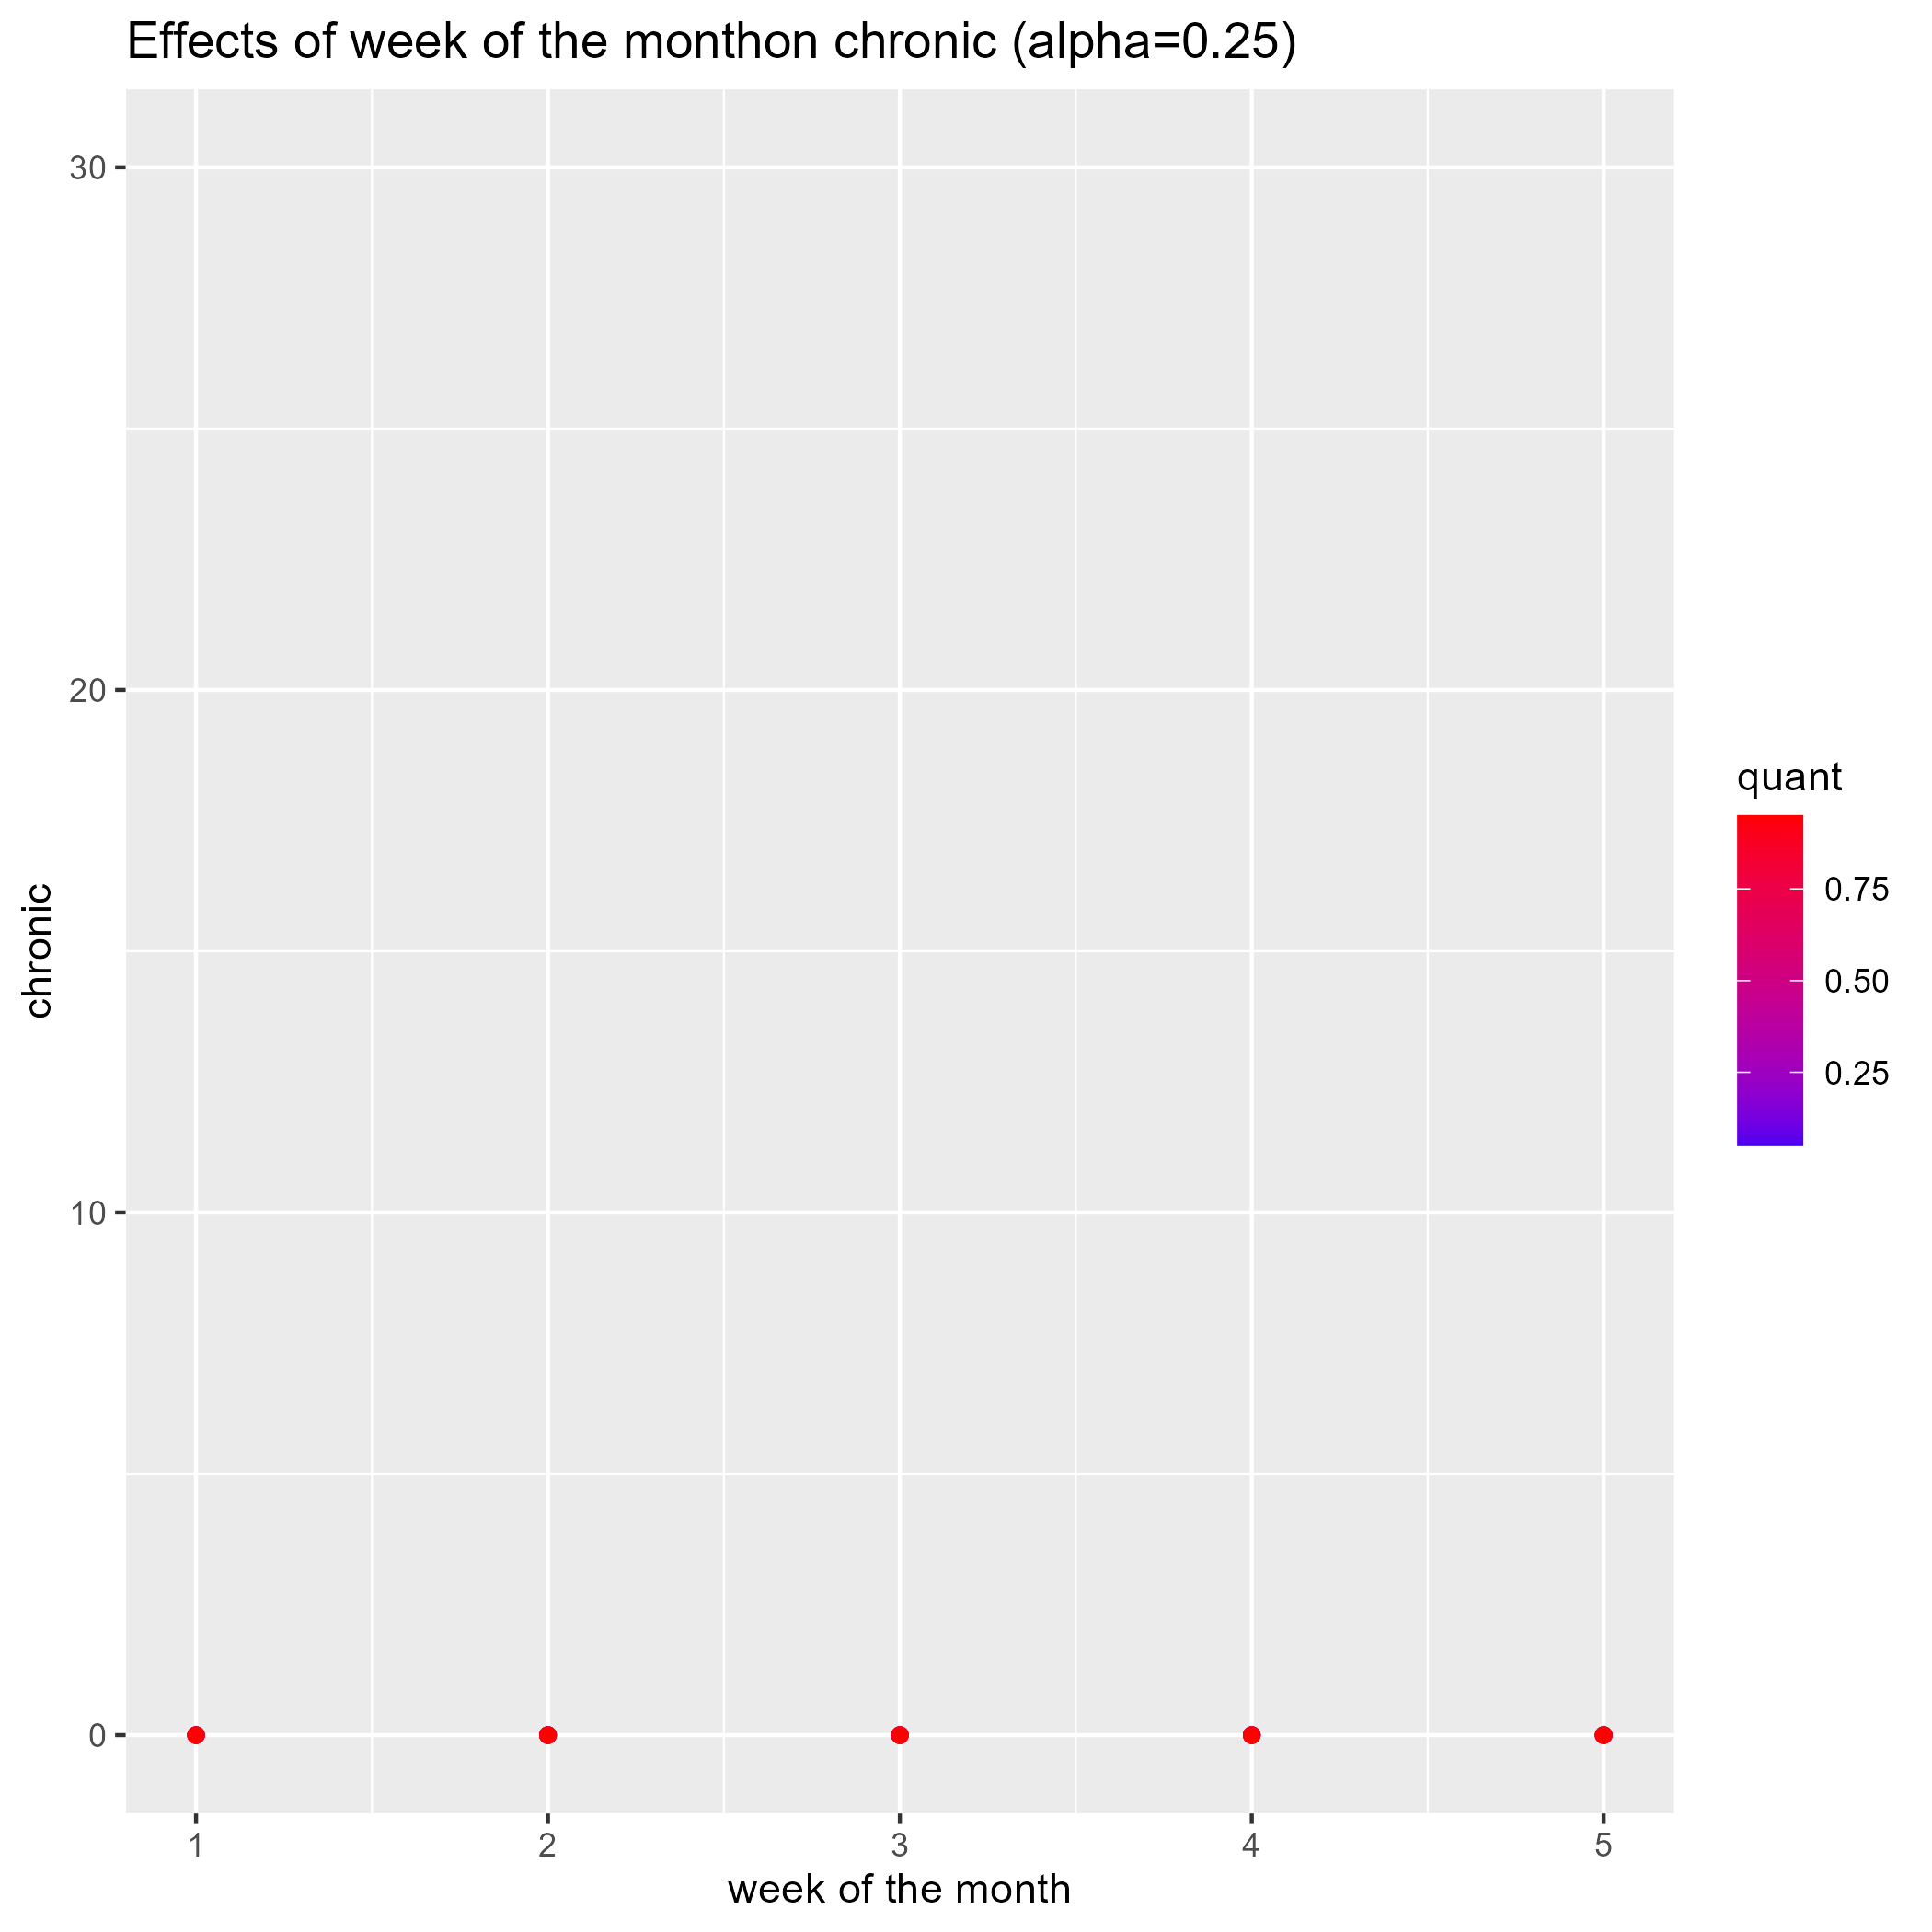 Effects of week of the monthon chronic (alpha=0.25)
30
20
10
0
chronic
1 2 3 4 5
week of the month
quant
0.75
0.50
0.25